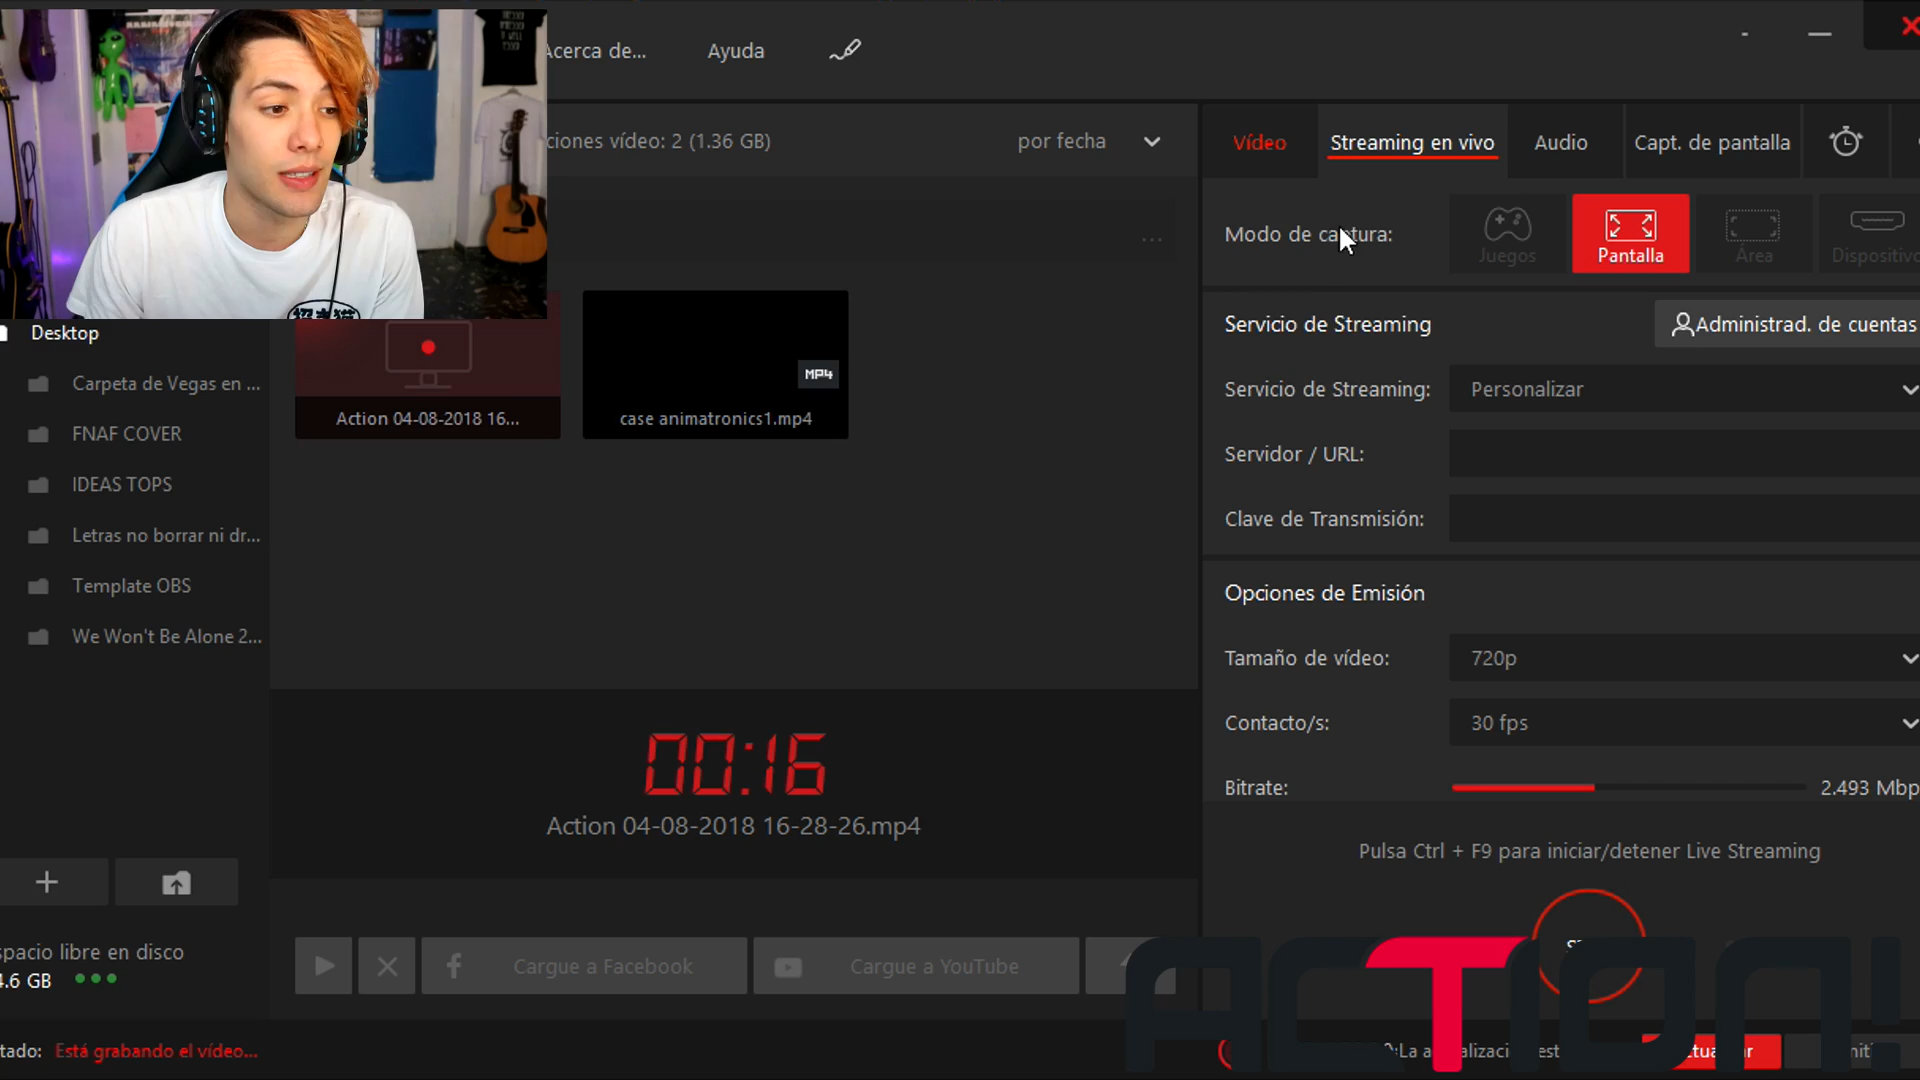 Acerca de...
Ayuda
ciones vídeo: 2 (1.36 GB)
por fecha
Vídeo
Streaming en vivo
Audio
Capt. de pantalla
Modo de captura:
Juegos
Pantalla
Área
Dispositivo
Servicio de Streaming
Administrad. de cuentas
Servicio de Streaming:
Personalizar
Servidor / URL:
Clave de Transmisión:
Opciones de Emisión
Tamaño de vídeo:
720p
Contacto/s:
30 fps
Bitrate:
2.493 Mbp
Pulsa Ctrl + F9 para iniciar/detener Live Streaming
Desktop
Carpeta de Vegas en ...
FNAF COVER
IDEAS TOPS
Letras no borrar ni dr...
Template OBS
We Won't Be Alone 2...
MP4
Action 04-08-2018 16...
case animatronics1.mp4
00:16
Action 04-08-2018 16-28-26.mp4
Cargue a Facebook
Cargue a YouTube
spacio libre en disco
4.6 GB
tado: Está grabando el vídeo...
ACTION!